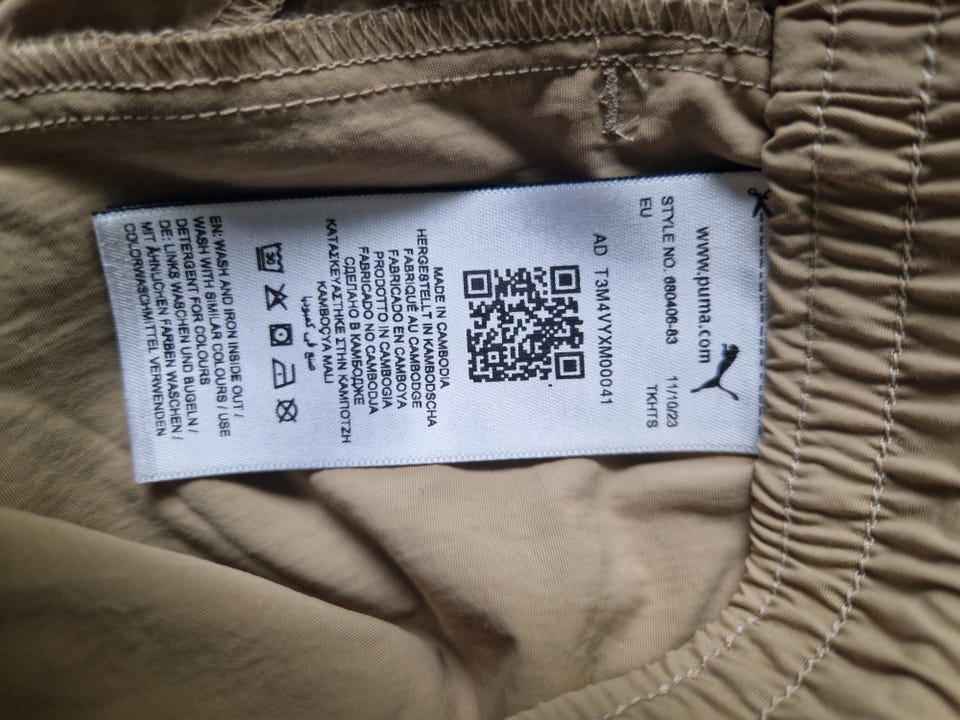 www.puma.com
STYLE NO. 680406-83 11/10/23
EU TKHTS
AD T3M4VYXM00041
MADE IN CAMBODIA
HERGESTELLT IN KAMBODSCHA
FABRIQUÉ AU CAMBODGE
FABRICADO EN CAMBOYA
PRODOTTO IN CAMBOGIA
FABRICADO NO CAMBODJA
СДЕЛАНО В КАМБОДЖЕ
ΚΑΤΑΣΚΕΥΑΣΤΗΚΕ ΣΤΗΝ ΚΑΜΠΟΤΖΗ
KAMBOÇYA MALI
صنع في كمبوديا
30
EN: WASH AND IRON INSIDE OUT /
WASH WITH SIMILAR COLOURS / USE
DETERGENT FOR COLOURS
DE: LINKS WASCHEN UND BÜGELN /
MIT ÄHNLICHEN FARBEN WASCHEN /
COLORWASCHMITTEL VERWENDEN